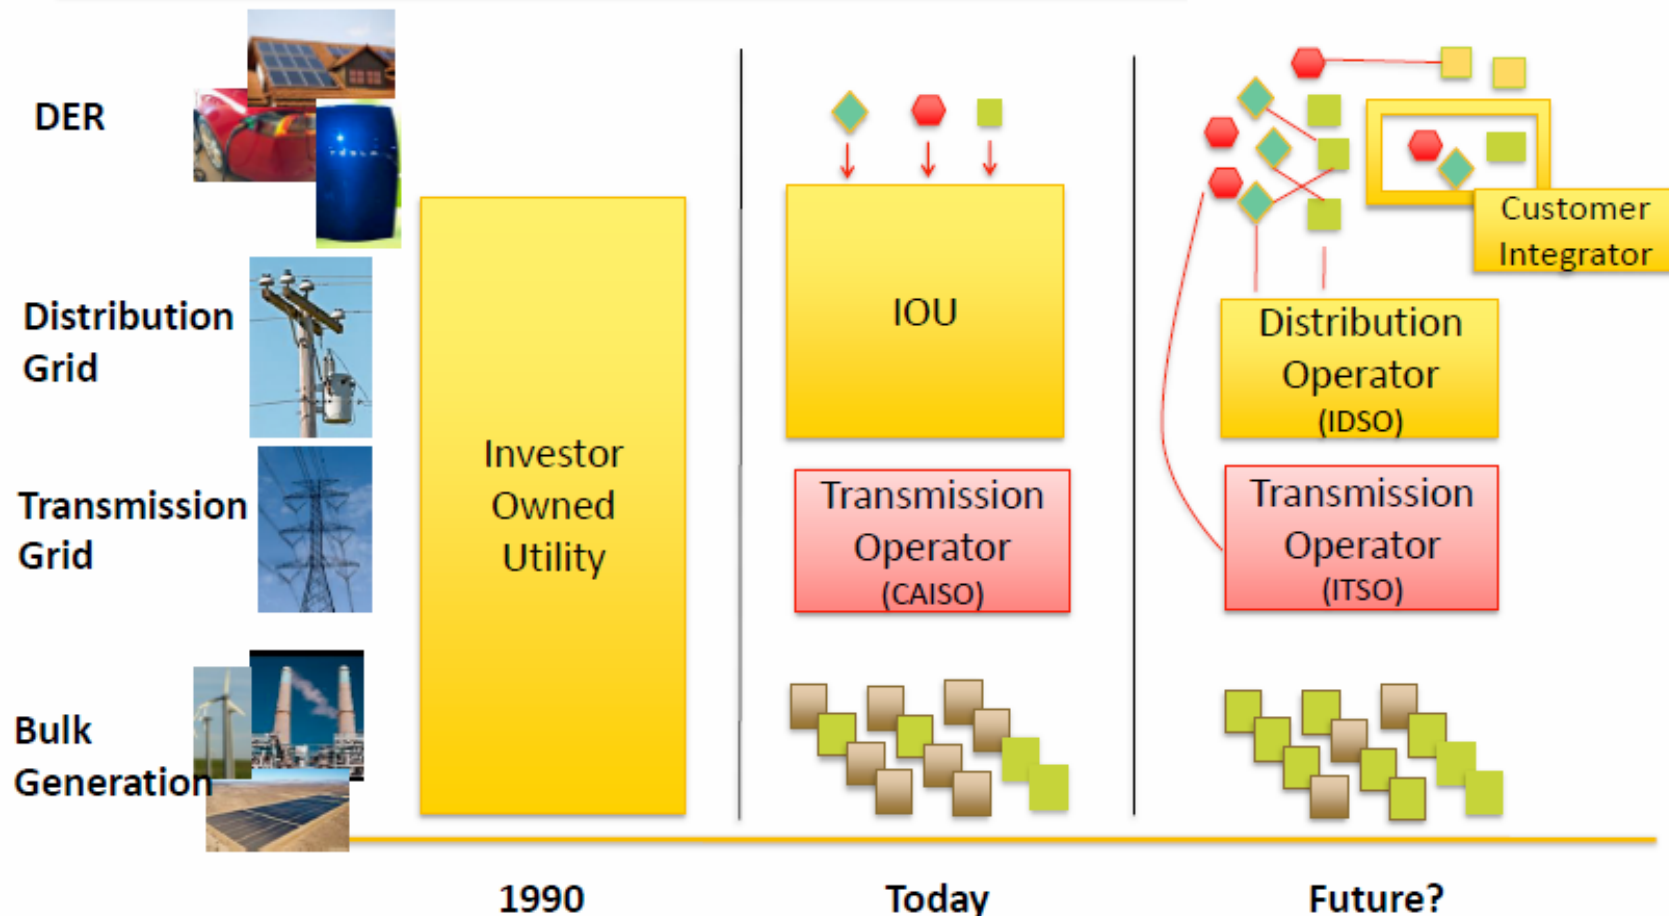 DER
Distribution
Grid
Transmission
Grid
Bulk
Generation
Investor
Owned
Utility
IOU
Transmission
Operator
(CAISO)
Customer
Integrator
Distribution
Operator
(IDSO)
Transmission
Operator
(ITSO)
1990
Today
Future?